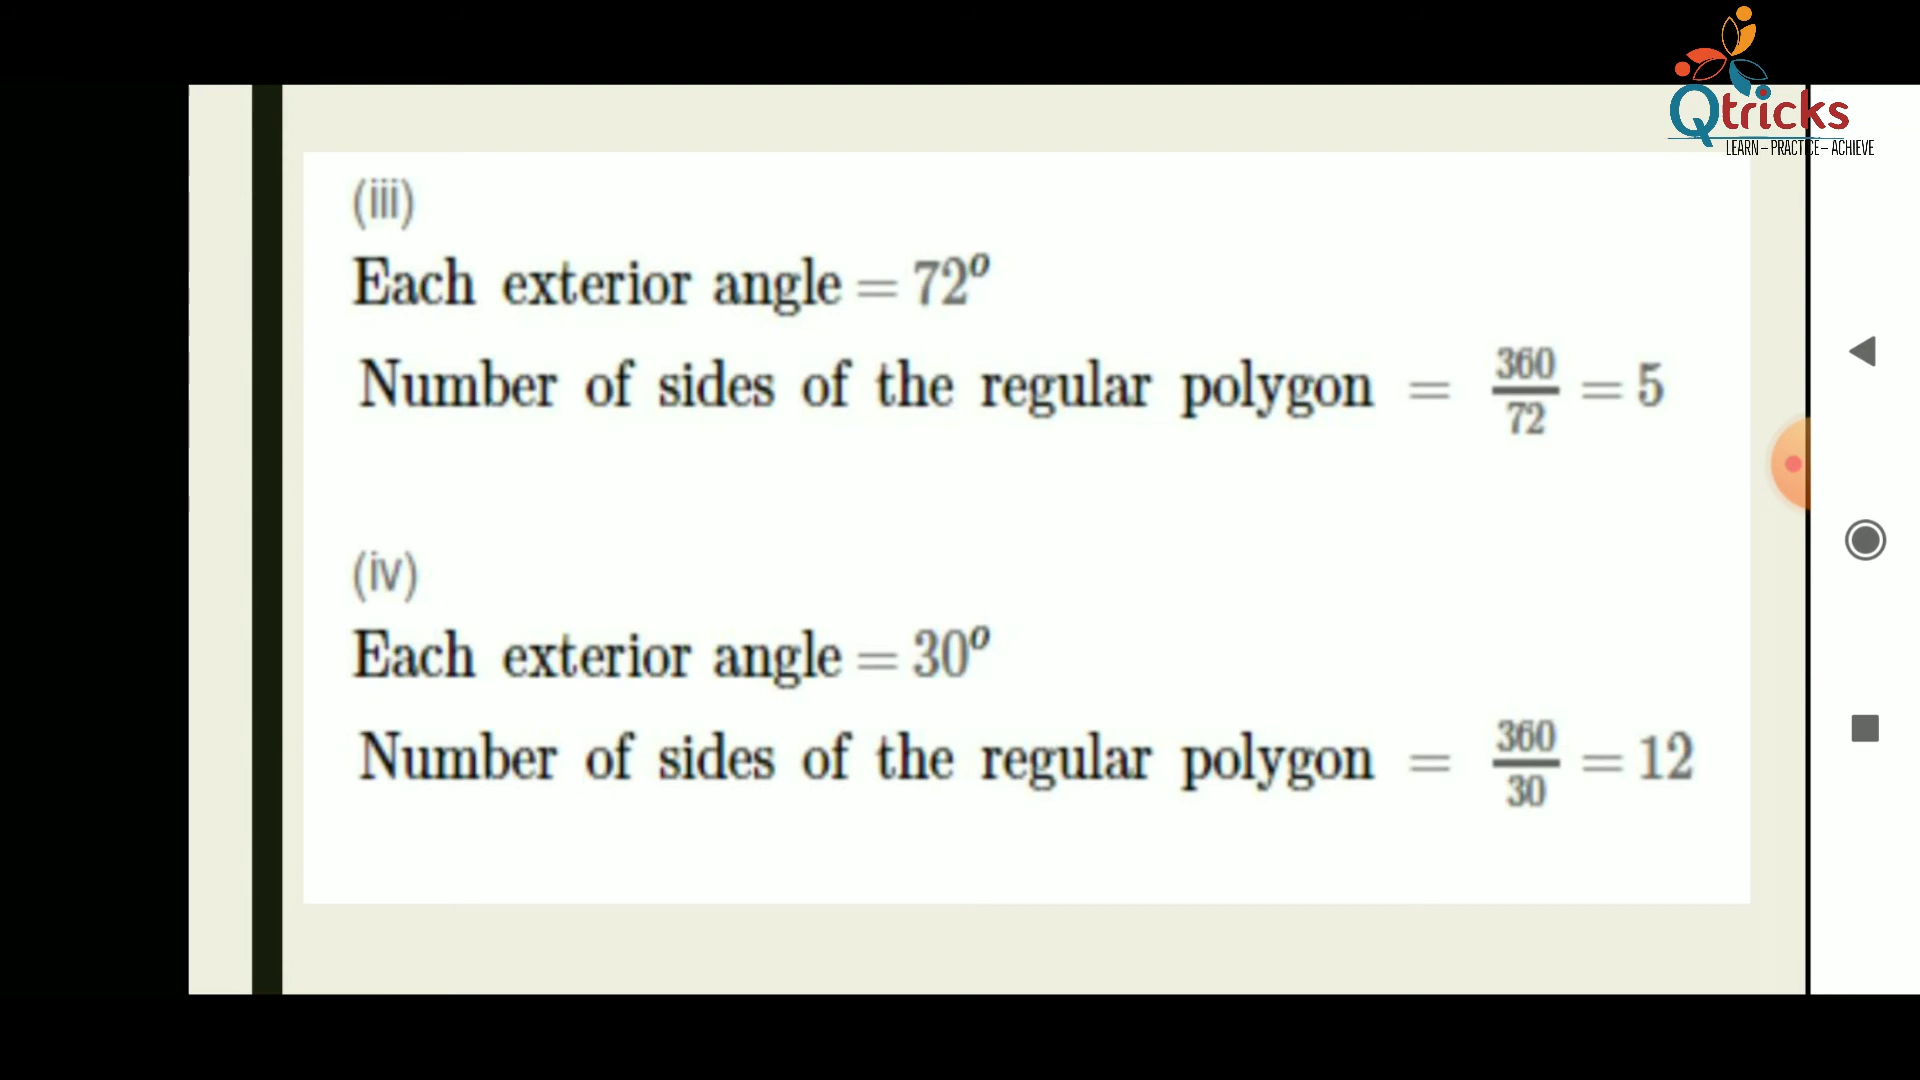 Qtricks
LEARN – PRACTICE – ACHIEVE
(iii)
Each exterior angle = 72°
Number of sides of the regular polygon = 360/72 = 5
(iv)
Each exterior angle = 30°
Number of sides of the regular polygon = 360/30 = 12